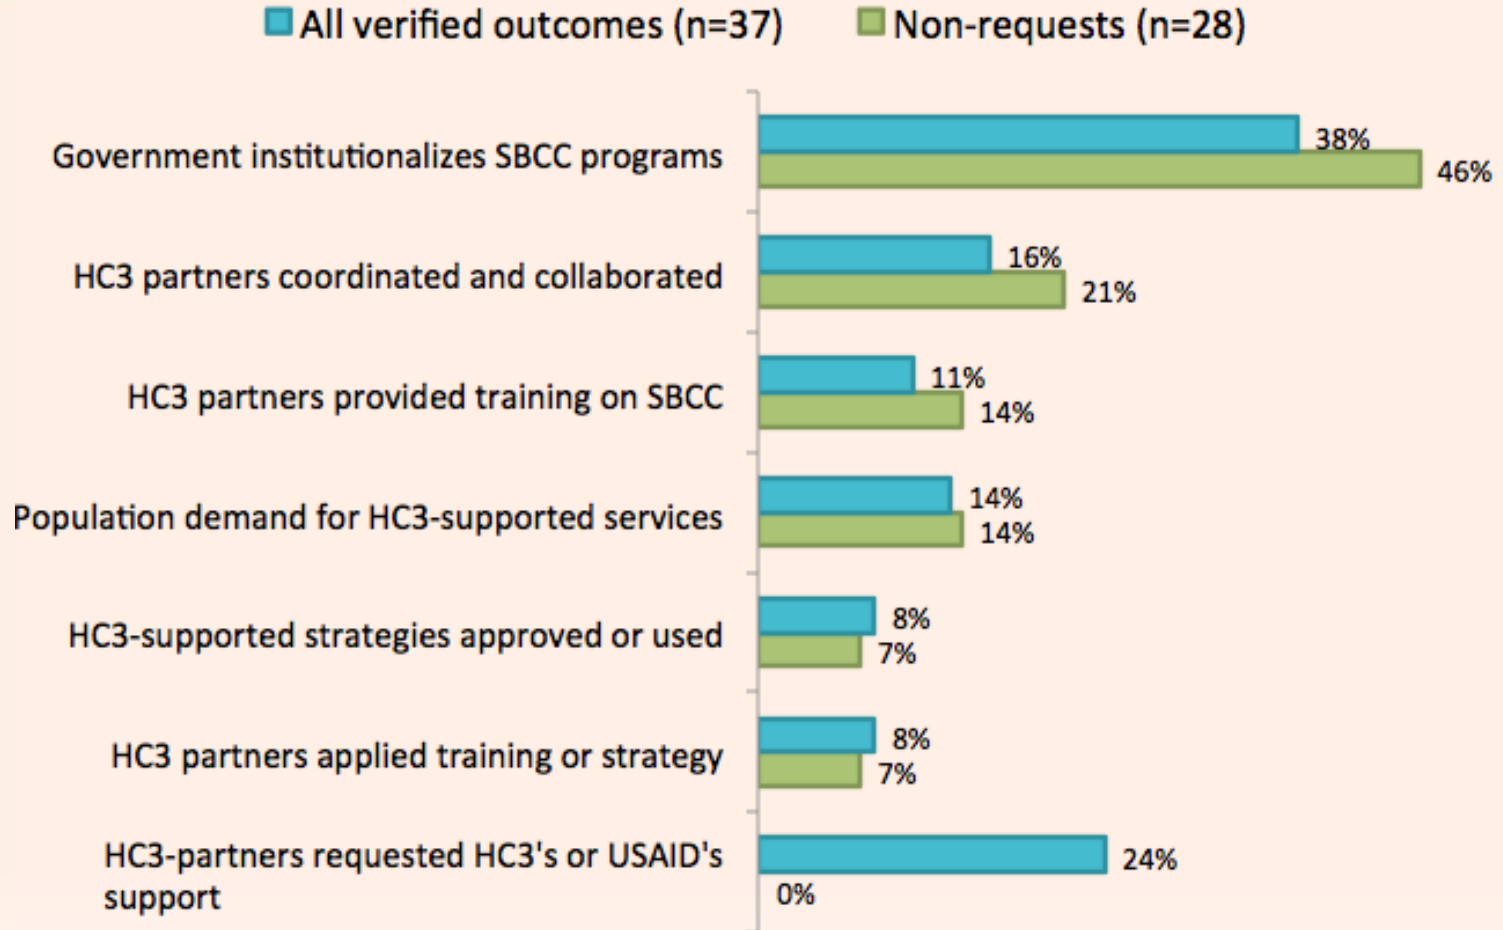 All verified outcomes (n=37) Non-requests (n=28)
Government institutionalizes SBCC programs
38%
46%
HC3 partners coordinated and collaborated
16%
21%
HC3 partners provided training on SBCC
11%
14%
Population demand for HC3-supported services
14%
14%
HC3-supported strategies approved or used
8%
7%
HC3 partners applied training or strategy
8%
7%
HC3-partners requested HC3's or USAID's
support
24%
0%